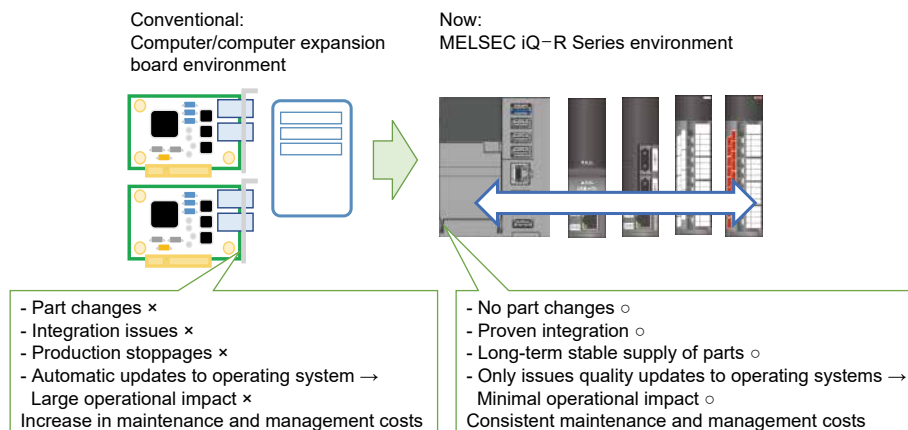 Conventional:
Computer/computer expansion
board environment
Now:
MELSEC iQ-R Series environment
- Part changes ×
- Integration issues ×
- Production stoppages ×
- Automatic updates to operating system →
Large operational impact ×
Increase in maintenance and management costs
- No part changes ○
- Proven integration ○
- Long-term stable supply of parts ○
- Only issues quality updates to operating systems →
Minimal operational impact ○
Consistent maintenance and management costs